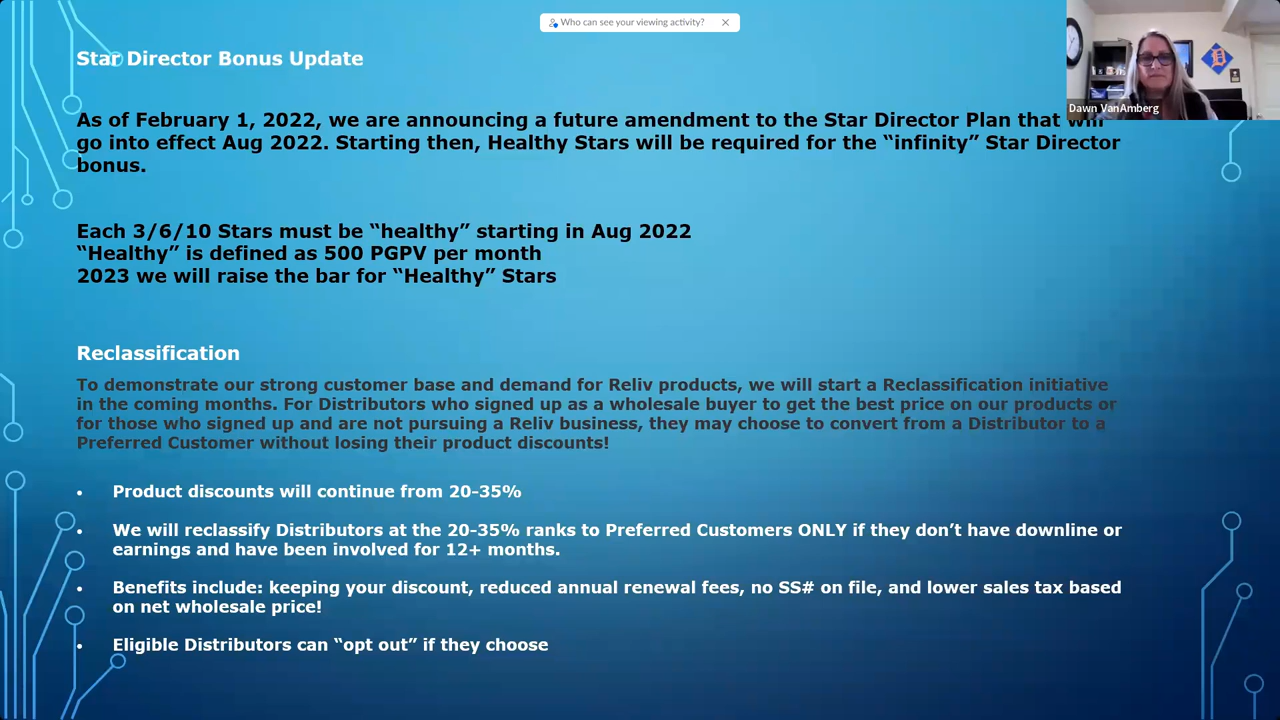 Who can see your viewing activity?
Star Director Bonus Update
Dawn VanAmberg
As of February 1, 2022, we are announcing a future amendment to the Star Director Plan that will
go into effect Aug 2022. Starting then, Healthy Stars will be required for the “infinity” Star Director
bonus.
Each 3/6/10 Stars must be “healthy” starting in Aug 2022
“Healthy” is defined as 500 PGPV per month
2023 we will raise the bar for “Healthy” Stars
Reclassification
To demonstrate our strong customer base and demand for Reliv products, we will start a Reclassification initiative
in the coming months. For Distributors who signed up as a wholesale buyer to get the best price on our products or
for those who signed up and are not pursuing a Reliv business, they may choose to convert from a Distributor to a
Preferred Customer without losing their product discounts!
• Product discounts will continue from 20-35%
• We will reclassify Distributors at the 20-35% ranks to Preferred Customers ONLY if they don’t have downline or
earnings and have been involved for 12+ months.
• Benefits include: keeping your discount, reduced annual renewal fees, no SS# on file, and lower sales tax based
on net wholesale price!
• Eligible Distributors can “opt out” if they choose